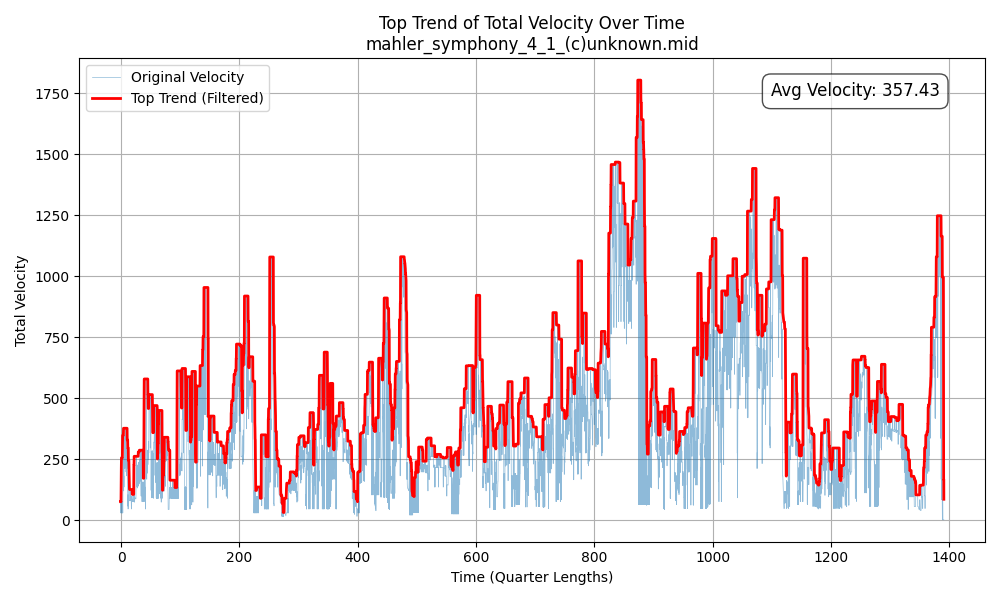 Top Trend of Total Velocity Over Time
mahler_symphony_4_1_(c)unknown.mid
Original Velocity
Top Trend (Filtered)
Avg Velocity: 357.43
Total Velocity
1750
1500
1250
1000
750
500
250
0
0 200 400 600 800 1000 1200 1400
Time (Quarter Lengths)